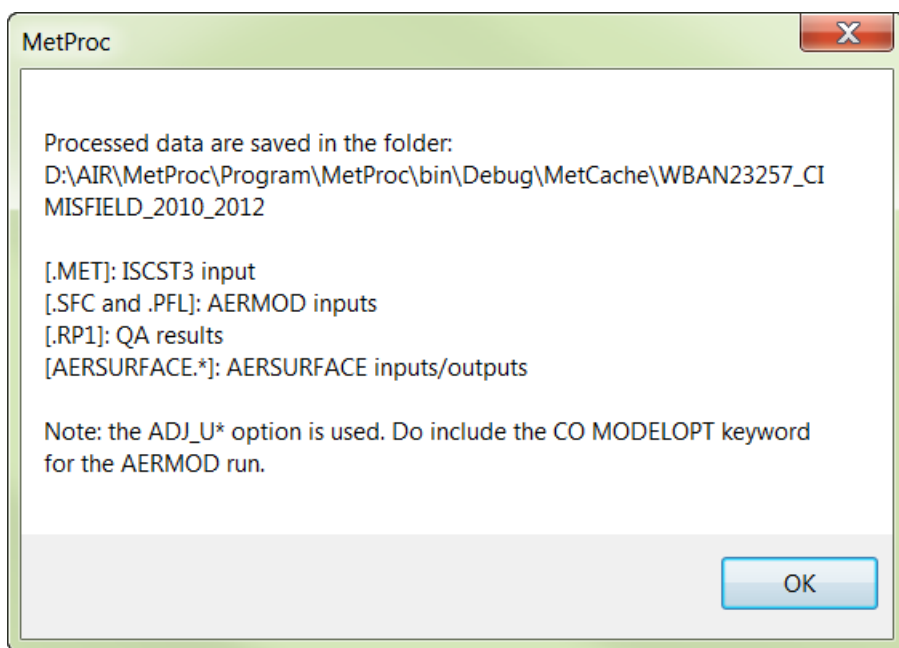 MetProc
Processed data are saved in the folder:
D:\AIR\MetProc\Program\MetProc\bin\Debug\MetCache\WBAN23257_CI
MISFIELD_2010_2012
[.MET]: ISCST3 input
[.SFC and .PFL]: AERMOD inputs
[.RP1]: QA results
[AERSURFACE.*]: AERSURFACE inputs/outputs
Note: the ADJ_U* option is used. Do include the CO MODELOPT keyword
for the AERMOD run.
OK